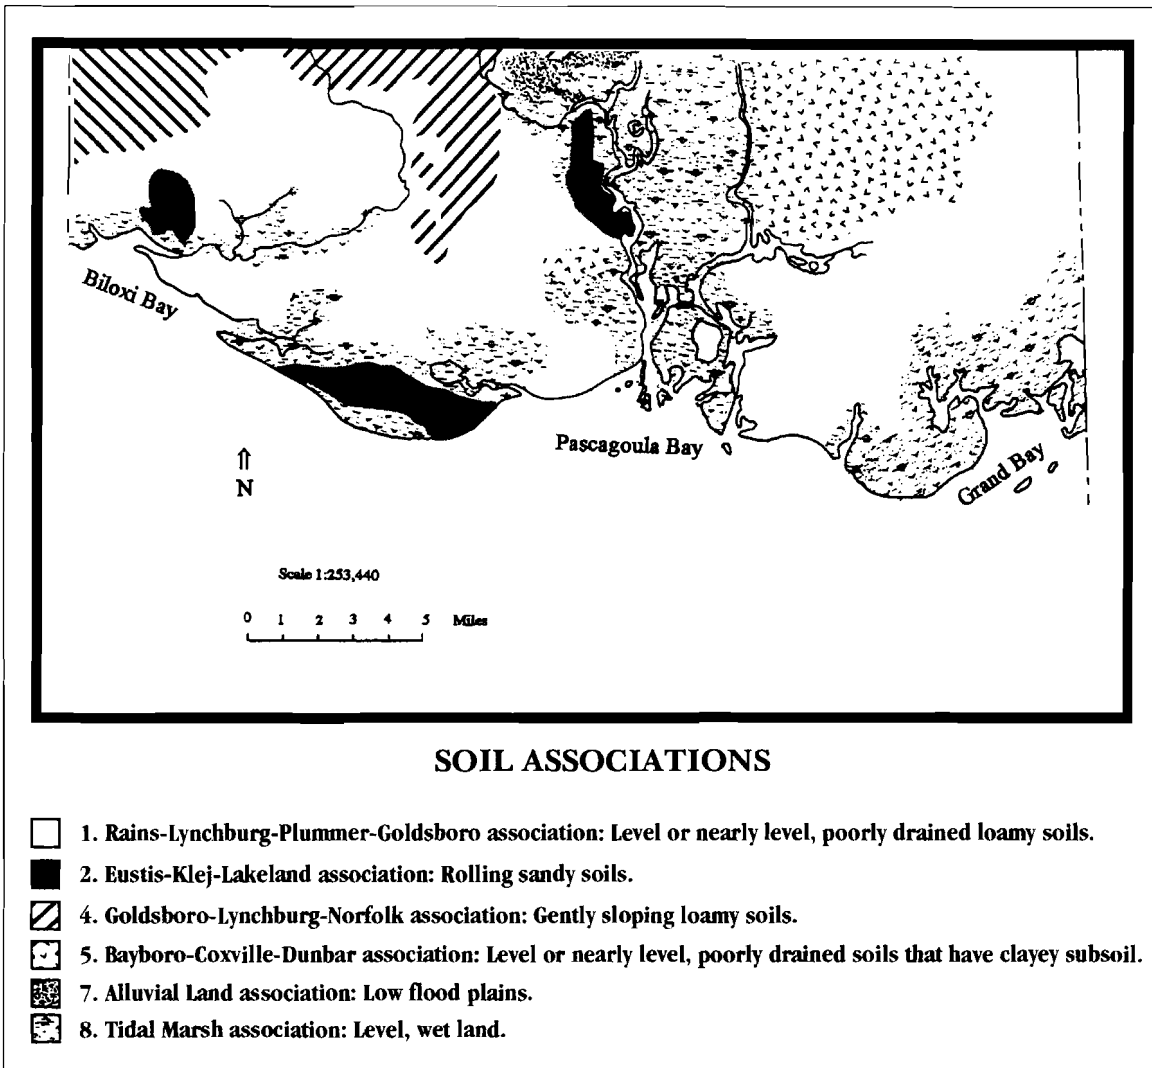 Biloxi Bay
Pascagoula Bay
Grand Bay
⇑
N
Scale 1:253,440
0 1 2 3 4 5 Miles
SOIL ASSOCIATIONS
1. Rains-Lynchburg-Plummer-Goldsboro association: Level or nearly level, poorly drained loamy soils.
2. Eustis-Klej-Lakeland association: Rolling sandy soils.
4. Goldsboro-Lynchburg-Norfolk association: Gently sloping loamy soils.
5. Bayboro-Coxville-Dunbar association: Level or nearly level, poorly drained soils that have clayey subsoil.
7. Alluvial Land association: Low flood plains.
8. Tidal Marsh association: Level, wet land.